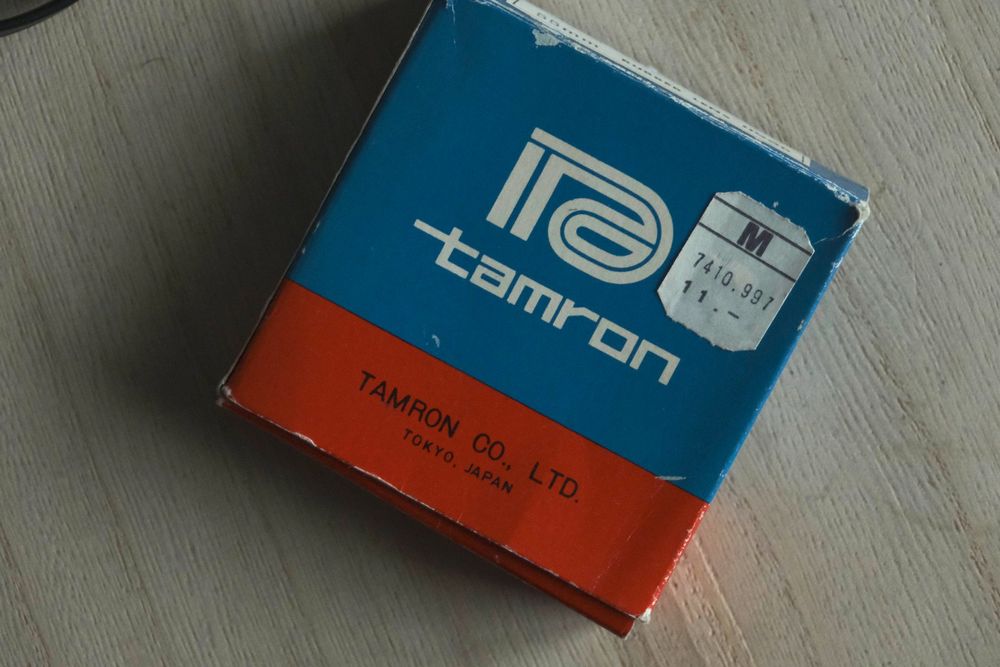 tamron
M
7410.997
11.-
TAMRON CO., LTD.
TOKYO, JAPAN